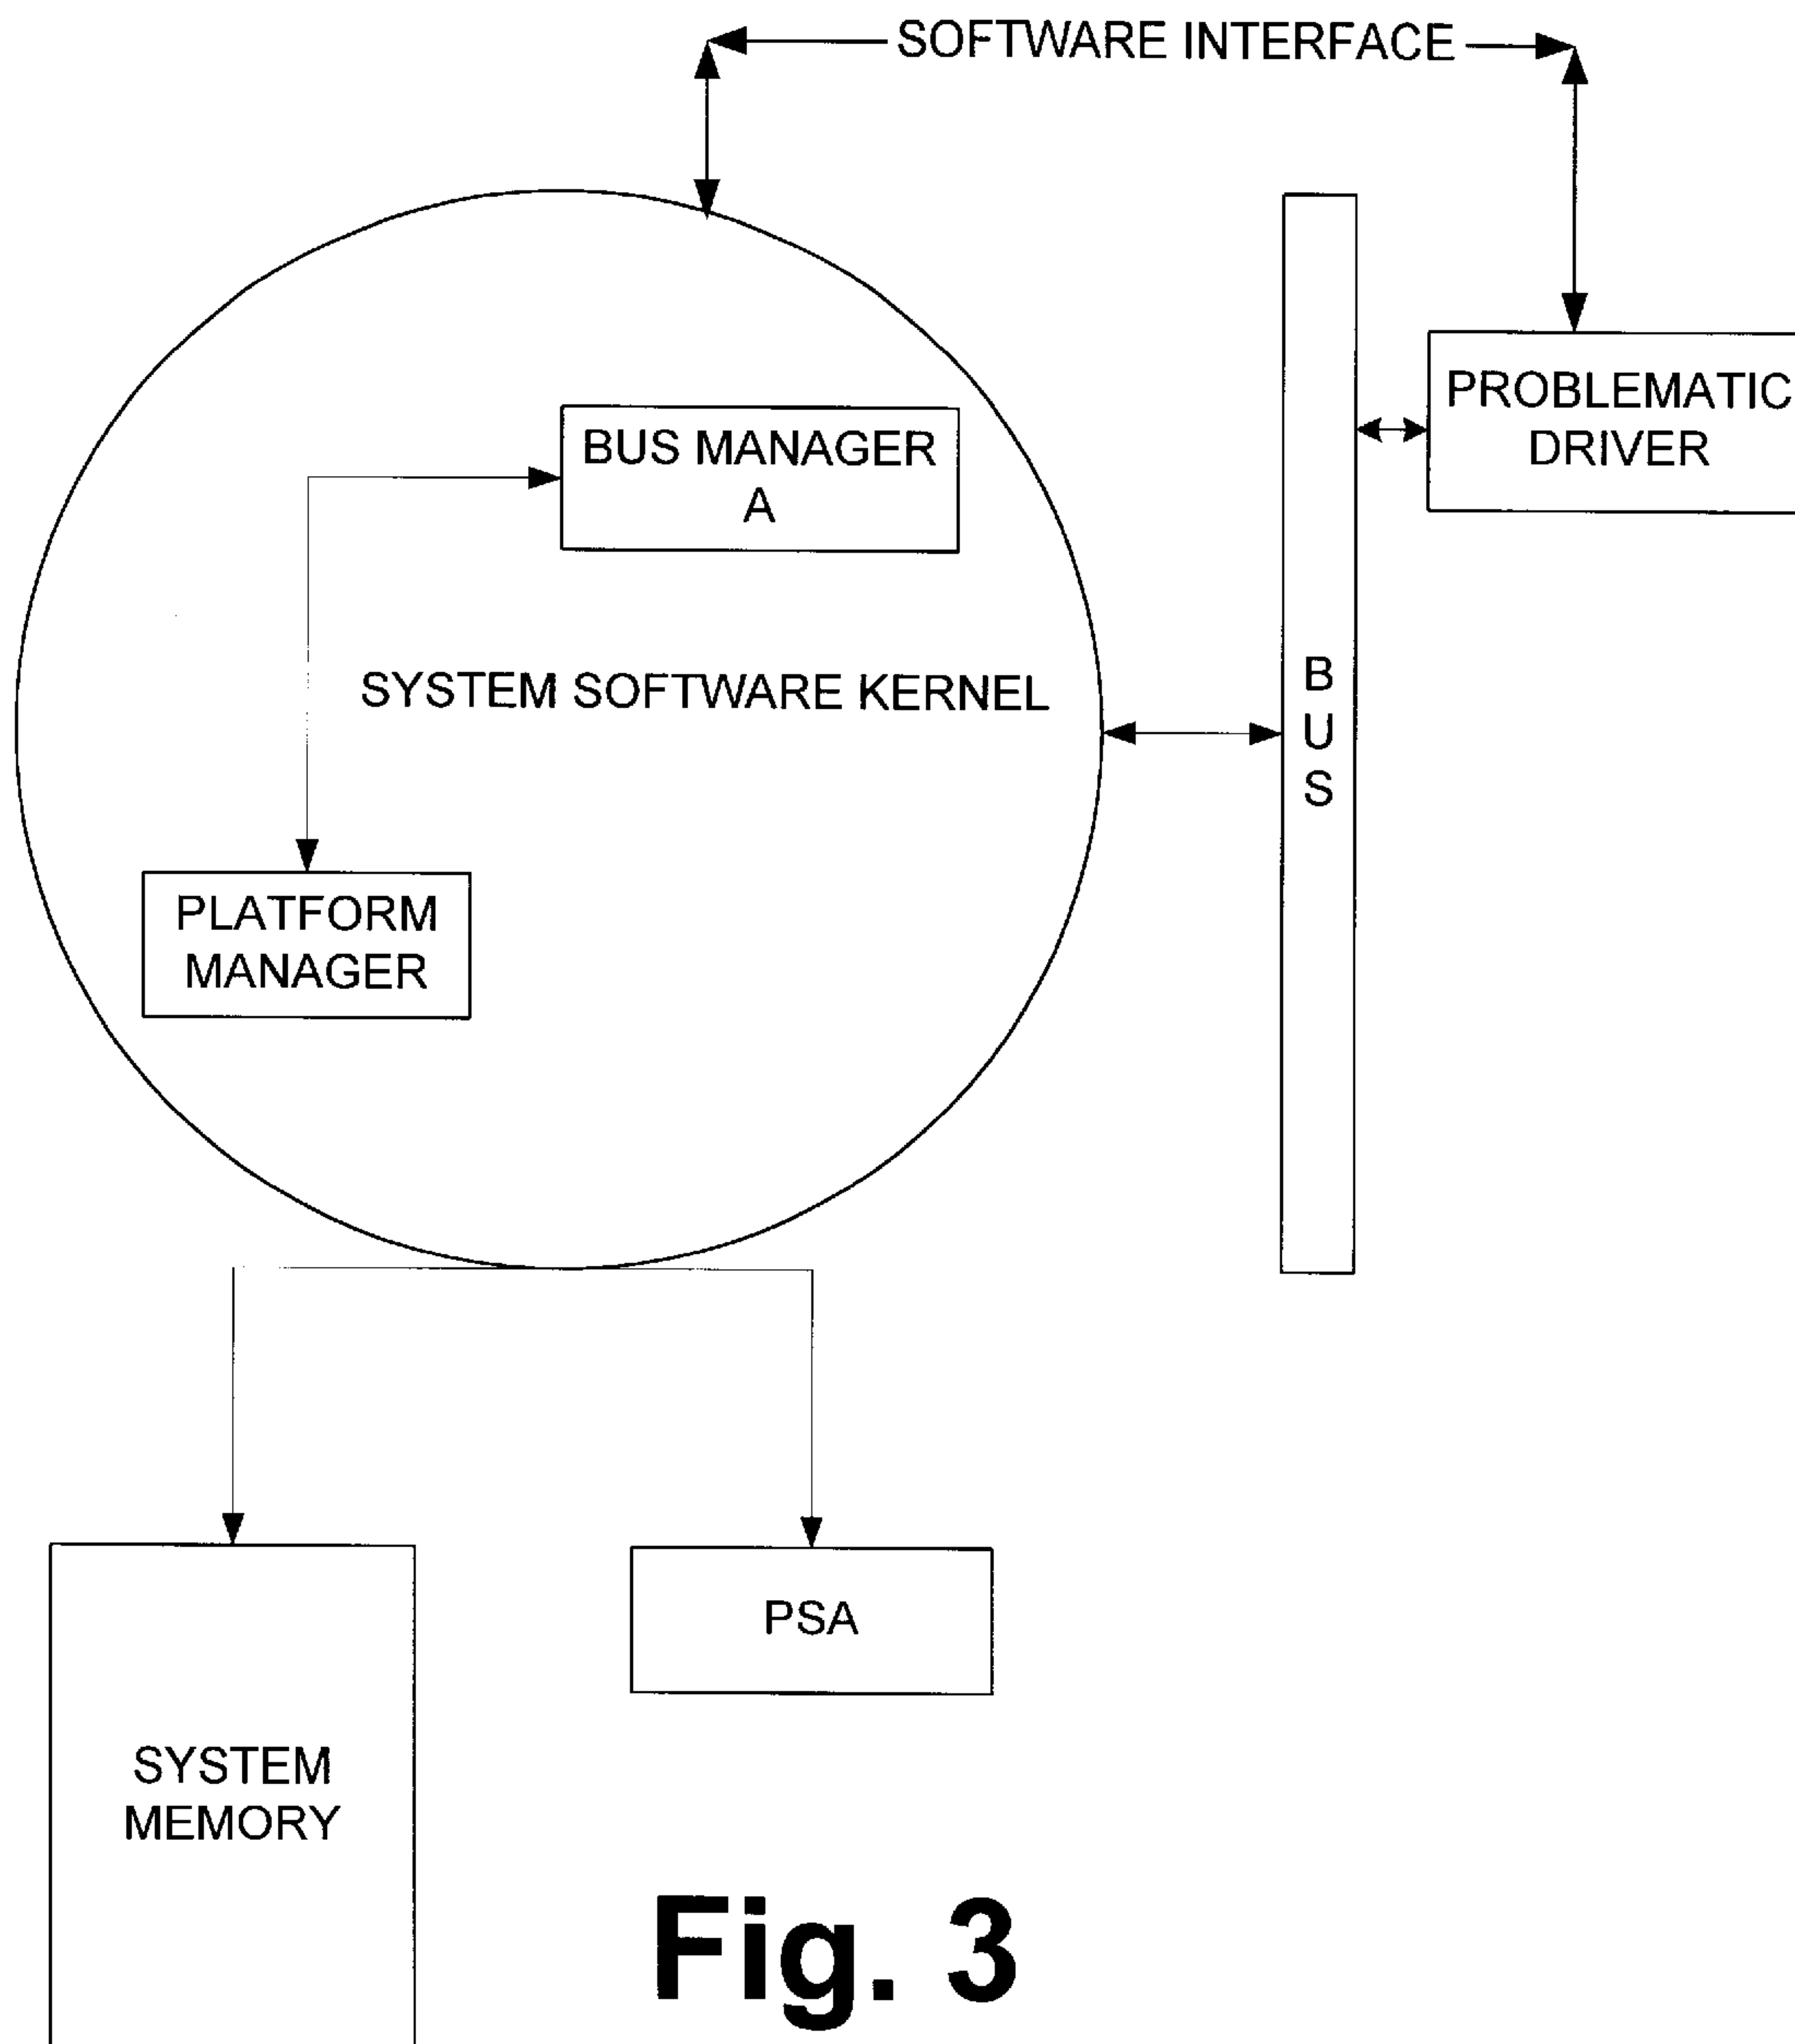 SOFTWARE INTERFACE
PROBLEMATIC
DRIVER
BUS MANAGER
A
SYSTEM SOFTWARE KERNEL
B
U
S
PLATFORM
MANAGER
PSA
SYSTEM
MEMORY
Fig. 3